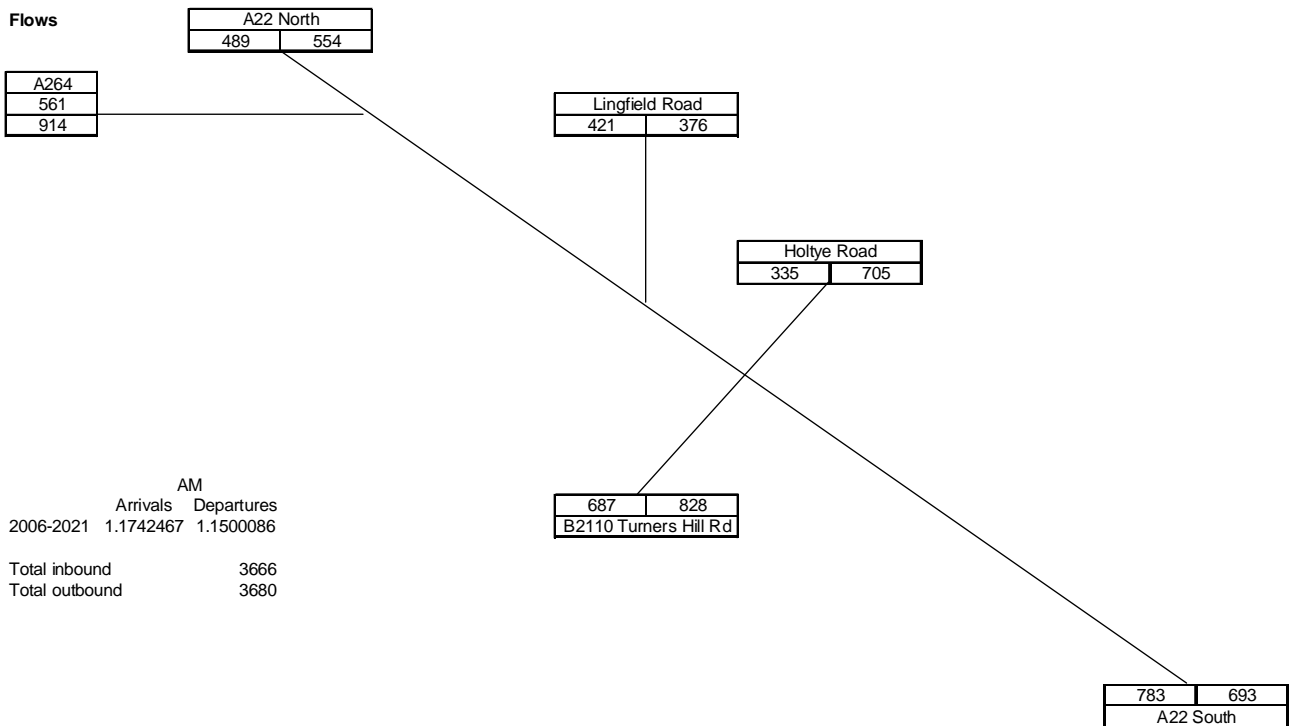 Flows
A22 North
489 554
A264
561
914
Lingfield Road
421 376
Holtye Road
335 705
687 828
B2110 Turners Hill Rd
AM
Arrivals Departures
2006-2021 1.1742467 1.1500086
Total inbound 3666
Total outbound 3680
783 693
A22 South